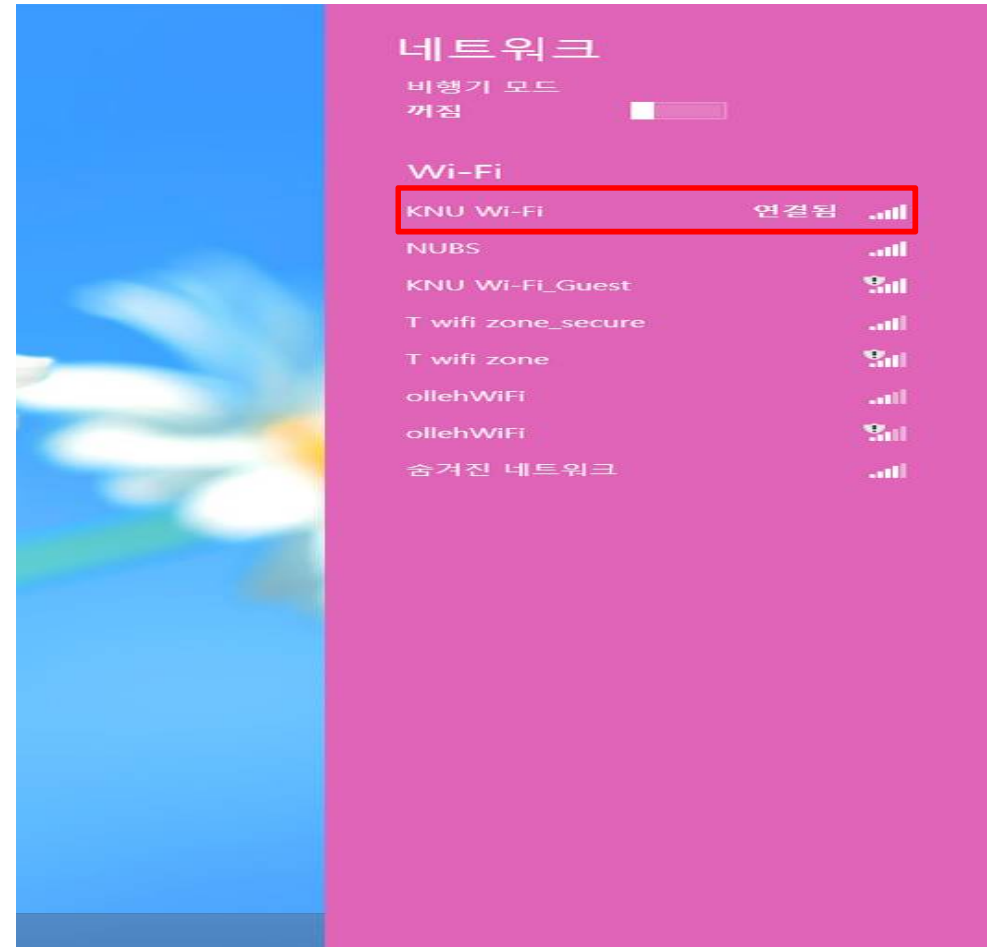 네트워크
비행기 모드
꺼짐
Wi-Fi
KNU Wi-Fi 연결됨
NUBS
KNU Wi-Fi_Guest
T wifi zone_secure
T wifi zone
ollehWiFi
ollehWiFi
숨겨진 네트워크